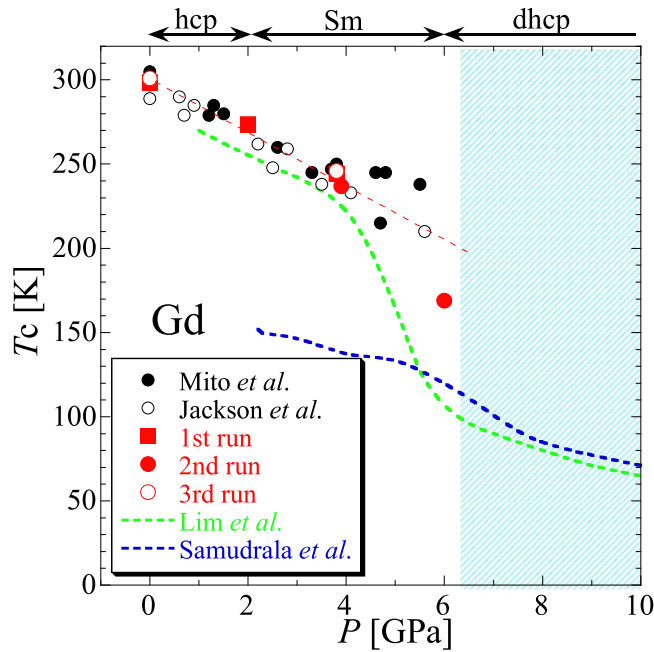 hcp Sm dhcp
300
250
200
150
100
50
0
Tc [K]
Gd
Mito et al.
Jackson et al.
1st run
2nd run
3rd run
Lim et al.
Samudrala et al.
0 2 4 6 8 10
P [GPa]